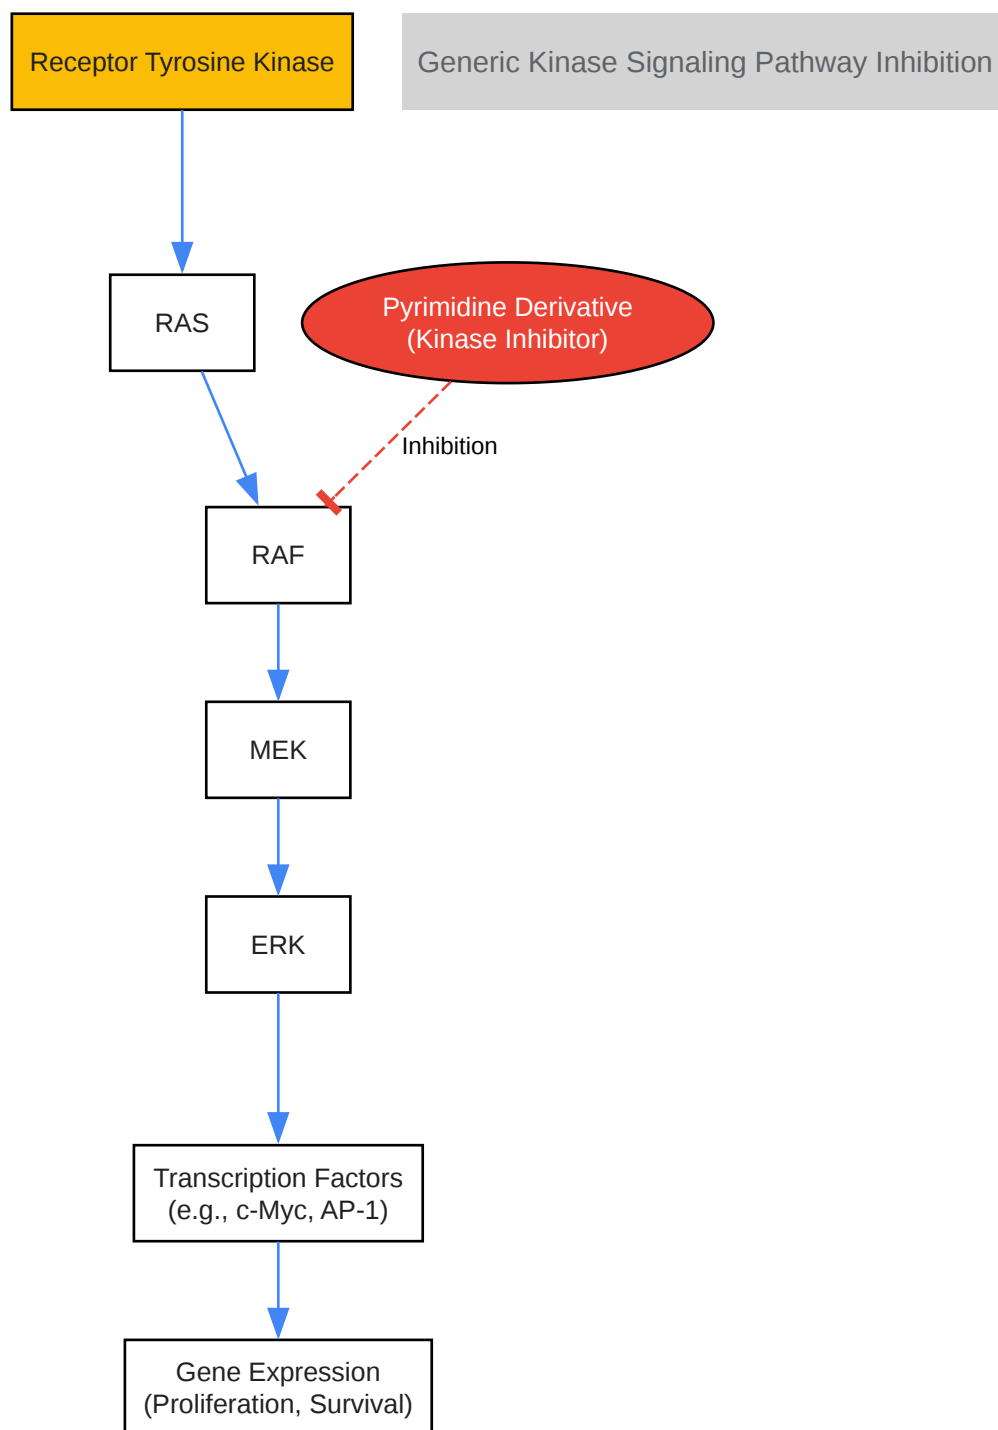 Receptor Tyrosine Kinase
Generic Kinase Signaling Pathway Inhibition
RAS
Pyrimidine Derivative
(Kinase Inhibitor)
Inhibition
RAF
MEK
ERK
Transcription Factors
(e.g., c-Myc, AP-1)
Gene Expression
(Proliferation, Survival)